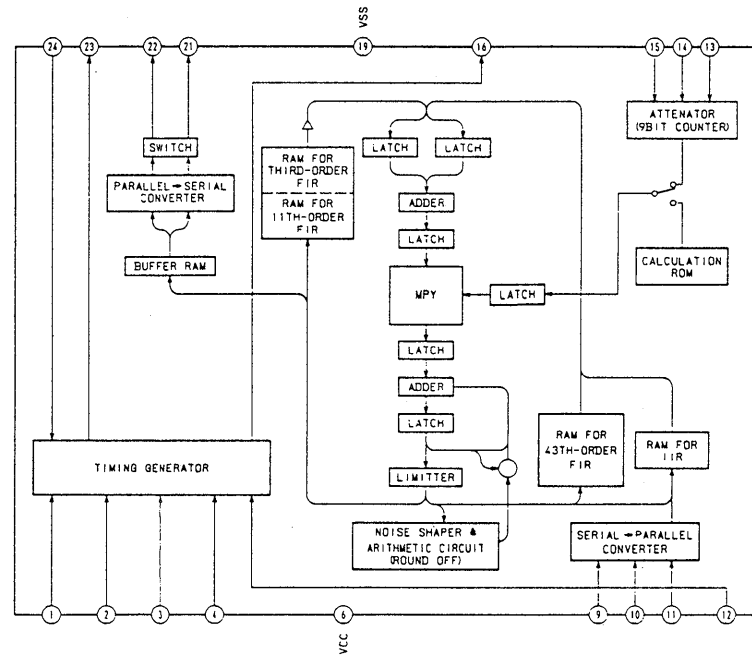 VSS
24
23
22
21
19
16
15
14
13
SWITCH
PARALLEL→SERIAL
CONVERTER
BUFFER RAM
RAM FOR
THIRD-ORDER
FIR
RAM FOR
11TH-ORDER
FIR
LATCH
LATCH
ADDER
LATCH
MPY
LATCH
ATTENATOR
(9BIT COUNTER)
CALCULATION
ROM
LATCH
ADDER
LATCH
LIMITTER
NOISE SHAPER &
ARITHMETIC CIRCUIT
(ROUND OFF)
RAM FOR
43TH-ORDER
FIR
RAM FOR
IIR
SERIAL→PARALLEL
CONVERTER
TIMING GENERATOR
1
2
3
4
6
9
10
11
12
VCC